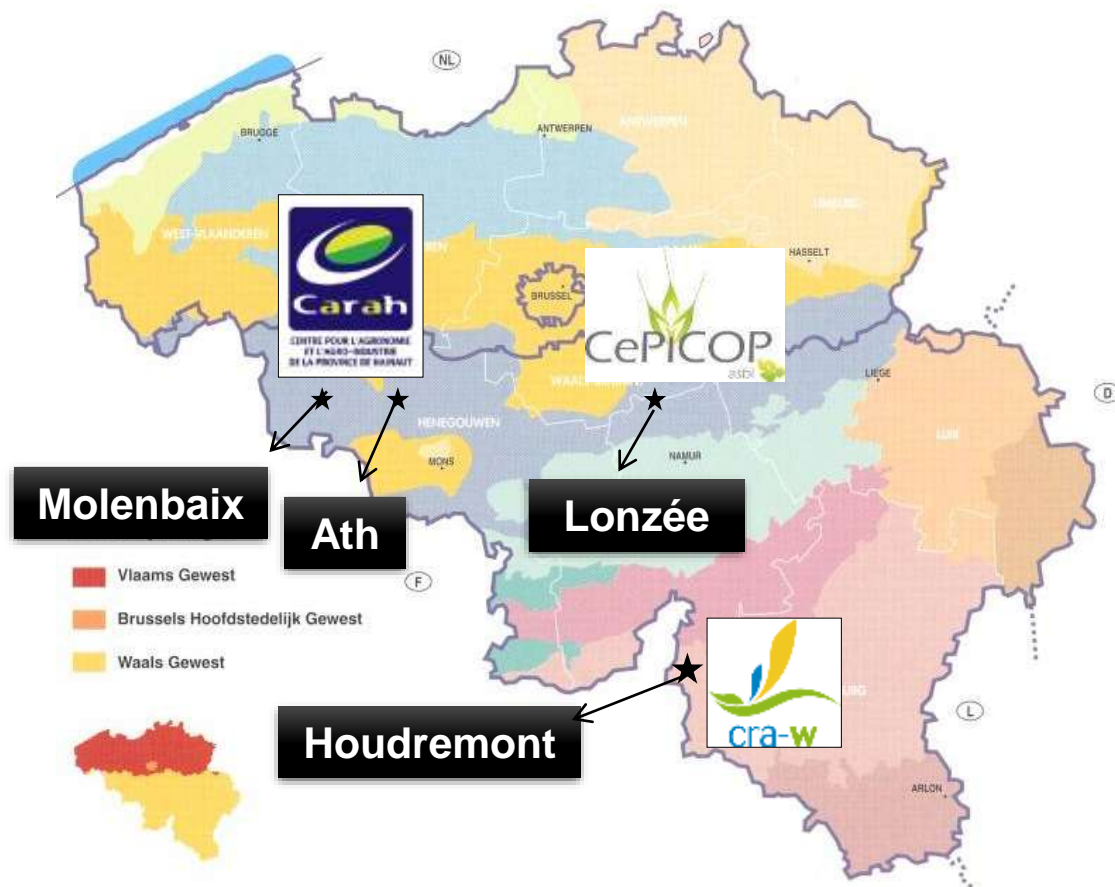 NL
BRUGGE
ANTWERPEN
ANTWERPEN
LIMBURG
WEST-VLAANDEREN
HASSELT
Carah
CENTRE POUR L'AGRONOMIE
ET L'AGRO-INDUSTRIE
DE LA PROVINCE DE HAINAUT
BRUSSEL
CePiCOP
asbl
LIEGE
D
HENEGOUWEN
MONS
NAMUR
LUIK
Molenbaix
Ath
Lonzée
F
Vlaams Gewest
Brussels Hoofdstedelijk Gewest
Waals Gewest
Houdremont
cra-w
L
ARLON